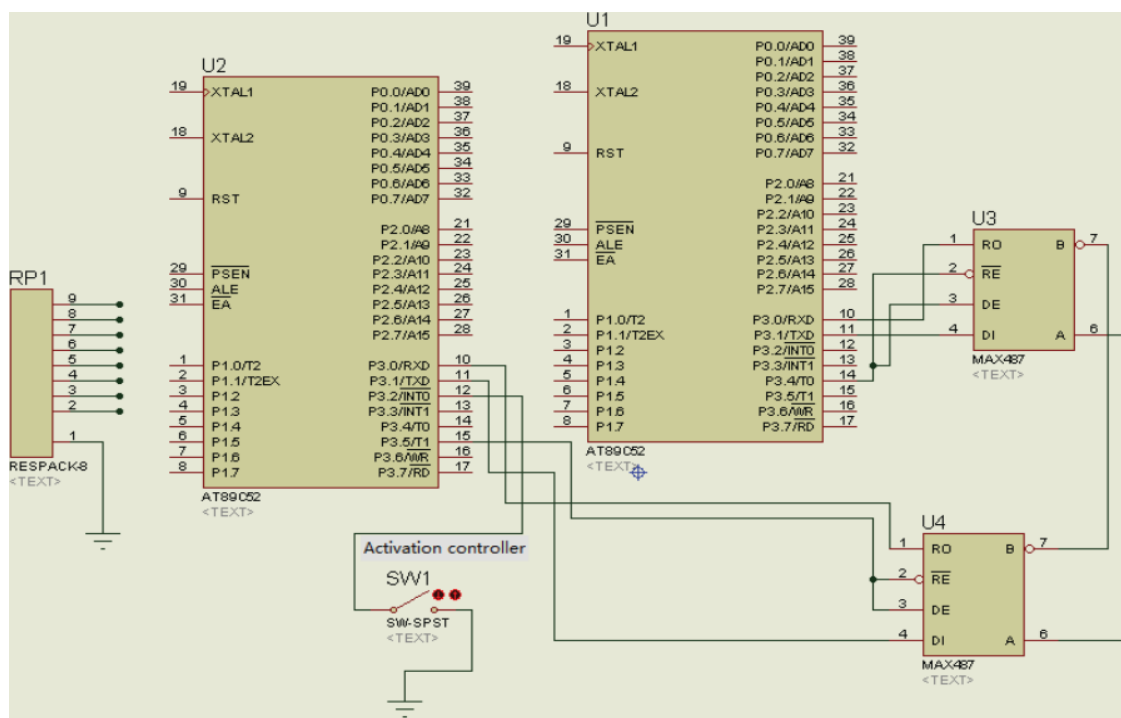 U1
19 XTAL1 P0.0/AD0 39
P0.1/AD1 38
P0.2/AD2 37
18 XTAL2 P0.3/AD3 36
P0.4/AD4 35
P0.5/AD5 34
P0.6/AD6 33
9 RST P0.7/AD7 32
P2.0/A8 21
P2.1/A9 22
P2.2/A10 23
29 PSEN P2.3/A11 24
30 ALE P2.4/A12 25
31 EA P2.5/A13 26
P2.6/A14 27
P2.7/A15 28
1 P1.0/T2 P3.0/RXD 10
2 P1.1/T2EX P3.1/TXD 11
3 P1.2 P3.2/INT0 12
4 P1.3 P3.3/INT1 13
5 P1.4 P3.4/T0 14
6 P1.5 P3.5/T1 15
7 P1.6 P3.6/WR 16
8 P1.7 P3.7/RD 17
AT89C52
<TEXT>
U2
19 XTAL1 P0.0/AD0 39
P0.1/AD1 38
P0.2/AD2 37
18 XTAL2 P0.3/AD3 36
P0.4/AD4 35
P0.5/AD5 34
P0.6/AD6 33
9 RST P0.7/AD7 32
P2.0/A8 21
P2.1/A9 22
P2.2/A10 23
29 PSEN P2.3/A11 24
30 ALE P2.4/A12 25
31 EA P2.5/A13 26
P2.6/A14 27
P2.7/A15 28
1 P1.0/T2 P3.0/RXD 10
2 P1.1/T2EX P3.1/TXD 11
3 P1.2 P3.2/INT0 12
4 P1.3 P3.3/INT1 13
5 P1.4 P3.4/T0 14
6 P1.5 P3.5/T1 15
7 P1.6 P3.6/WR 16
8 P1.7 P3.7/RD 17
AT89C52
<TEXT>
RP1
9
8
7
6
5
4
3
2
1
RESPACK-8
<TEXT>
U3
1 RO B 7
2 RE
3 DE
4 DI A 6
MAX487
<TEXT>
Activation controller
SW1
SW-SPST
<TEXT>
U4
1 RO B 7
2 RE
3 DE
4 DI A 6
MAX487
<TEXT>